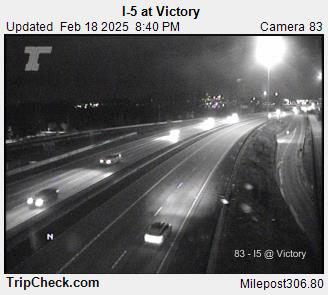 I-5 at Victory
Updated Feb 18 2025 8:40 PM Camera 83
T
N
83 - I5 @ Victory
TripCheck.com Milepost306.80